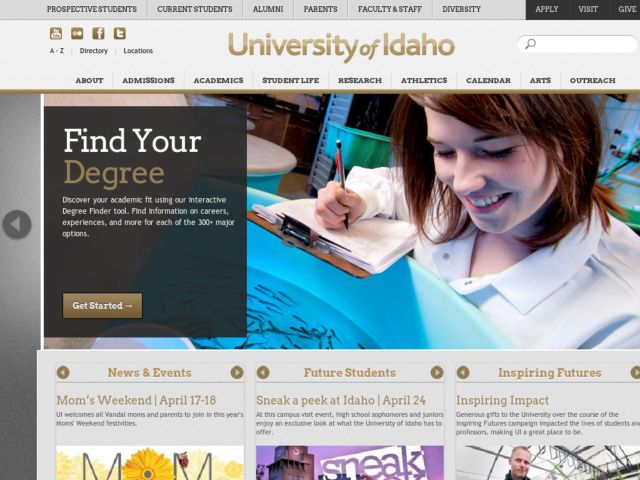 PROSPECTIVE STUDENTS CURRENT STUDENTS ALUMNI PARENTS FACULTY & STAFF DIVERSITY APPLY VISIT GIVE
You Tube f t
A - Z | Directory | Locations
University of Idaho
ABOUT ADMISSIONS ACADEMICS STUDENT LIFE RESEARCH ATHLETICS CALENDAR ARTS OUTREACH
Find Your
Degree
Discover your academic fit using our interactive
Degree Finder tool. Find information on careers,
experiences, and more for each of the 300+ major
options.
Get Started →
News & Events
Mom's Weekend | April 17-18
UI welcomes all Vandal moms and parents to join in this year's
Moms' Weekend festivities.
MOM
Future Students
Sneak a peek at Idaho | April 24
At this campus visit event, high school sophomores and juniors
enjoy an exclusive look at what the University of Idaho has to
offer.
sneak
Inspiring Futures
Inspiring Impact
Generous gifts to the University over the course of the
Inspiring Futures campaign impacted the lives of students and
professors, making UI a great place to be.